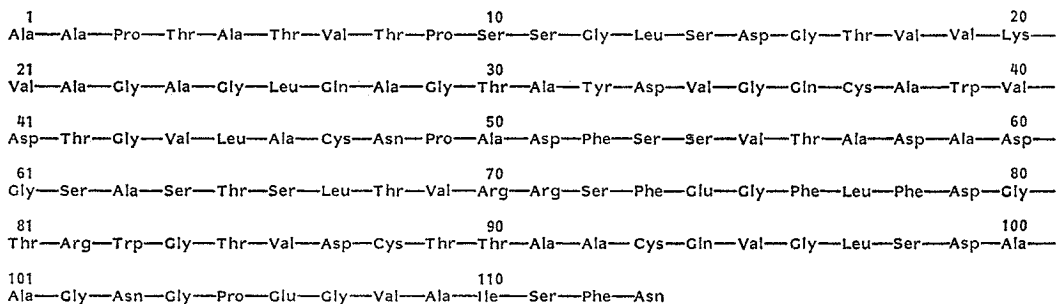 1 10 20
Ala—Ala—Pro—Thr—Ala—Thr—Val—Thr—Pro—Ser—Ser—Gly—Leu—Ser—Asp—Gly—Thr—Val—Val—Lys—
21 30 40
Val—Ala—Gly—Ala—Gly—Leu—Gln—Ala—Gly—Thr—Ala—Tyr—Asp—Val—Gly—Gln—Cys—Ala—Trp—Val—
41 50 60
Asp—Thr—Gly—Val—Leu—Ala—Cys—Asn—Pro—Ala—Asp—Phe—Ser—Ser—Val—Thr—Ala—Asp—Ala—Asp—
61 70 80
Gly—Ser—Ala—Ser—Thr—Ser—Leu—Thr—Val—Arg—Arg—Ser—Phe—Glu—Gly—Phe—Leu—Phe—Asp—Gly—
81 90 100
Thr—Arg—Trp—Gly—Thr—Val—Asp—Cys—Thr—Thr—Ala—Ala—Cys—Gln—Val—Gly—Leu—Ser—Asp—Ala—
101 110
Ala—Gly—Asn—Gly—Pro—Glu—Gly—Val—Ala—Ile—Ser—Phe—Asn